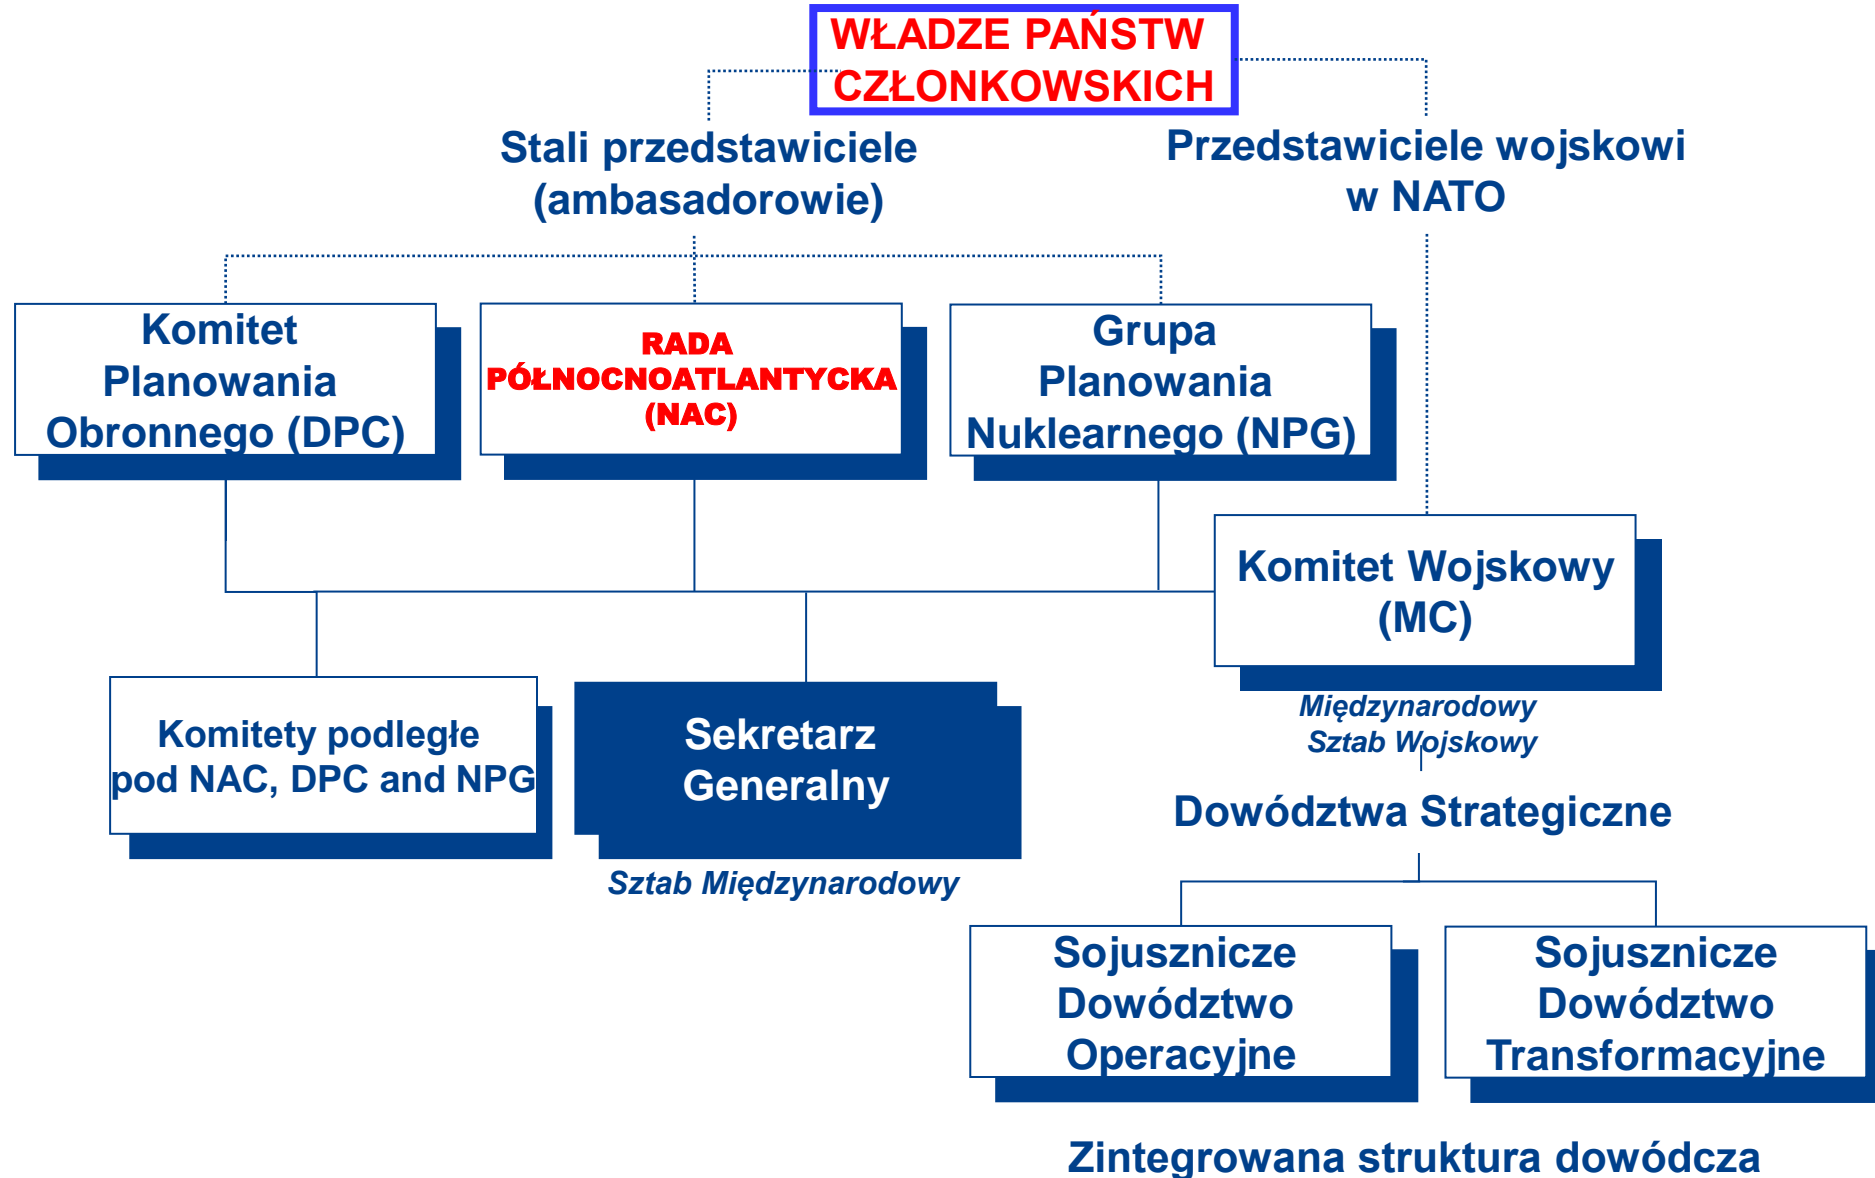 WŁADZE PAŃSTW
CZŁONKOWSKICH
Stali przedstawiciele
(ambasadorowie)
Przedstawiciele wojskowi
w NATO
Komitet
Planowania
Obronnego (DPC)
RADA
PÓŁNOCNOATLANTYCKA
(NAC)
Grupa
Planowania
Nuklearnego (NPG)
Komitet Wojskowy
(MC)
Międzynarodowy
Sztab Wojskowy
Komitety podległe
pod NAC, DPC and NPG
Sekretarz
Generalny
Sztab Międzynarodowy
Dowództwa Strategiczne
Sojusznicze
Dowództwo
Operacyjne
Sojusznicze
Dowództwo
Transformacyjne
Zintegrowana struktura dowódcza